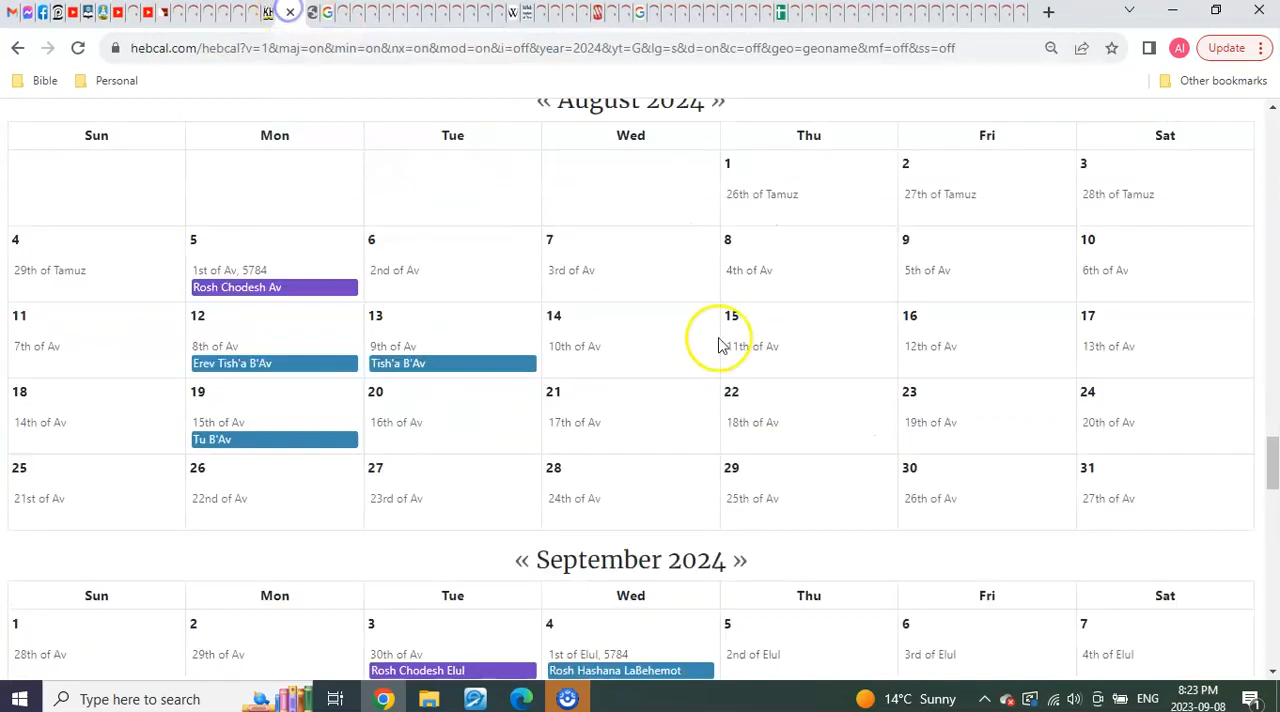 hebcal.com/hebcal?v=1&maj=on&min=on&nx=on&mod=on&i=off&year=2024&yt=G&lg=s&d=on&c=off&geo=geoname&mf=off&ss=off
AI
Update
Bible
Personal
Other bookmarks
« August 2024 »
Sun Mon Tue Wed Thu Fri Sat
1 2 3
26th of Tamuz 27th of Tamuz 28th of Tamuz
4 5 6 7 8 9 10
29th of Tamuz 1st of Av, 5784 2nd of Av 3rd of Av 4th of Av 5th of Av 6th of Av
Rosh Chodesh Av
11 12 13 14 15 16 17
7th of Av 8th of Av 9th of Av 10th of Av 11th of Av 12th of Av 13th of Av
Erev Tish'a B'Av Tish'a B'Av
18 19 20 21 22 23 24
14th of Av 15th of Av 16th of Av 17th of Av 18th of Av 19th of Av 20th of Av
Tu B'Av
25 26 27 28 29 30 31
21st of Av 22nd of Av 23rd of Av 24th of Av 25th of Av 26th of Av 27th of Av
« September 2024 »
Sun Mon Tue Wed Thu Fri Sat
1 2 3 4 5 6 7
28th of Av 29th of Av 30th of Av 1st of Elul, 5784 2nd of Elul 3rd of Elul 4th of Elul
Rosh Chodesh Elul Rosh Hashana LaBehemot
Type here to search
14°C Sunny
ENG
8:23 PM
2023-09-08
1